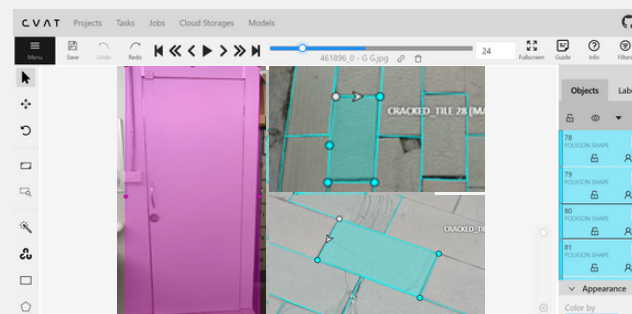 CVAT Projects Tasks Jobs Cloud Storages Models
Menu Save Undo Redo 24 Fullscreen Guide Info Filters
461896_0 - G G.jpg
Objects Lab
CRACKED_TILE 28 (MA
78
POLYGON SHAPE
79
POLYGON SHAPE
80
POLYGON SHAPE
CRACKED_TI
81
POLYGON SHAPE
Appearance
Color by